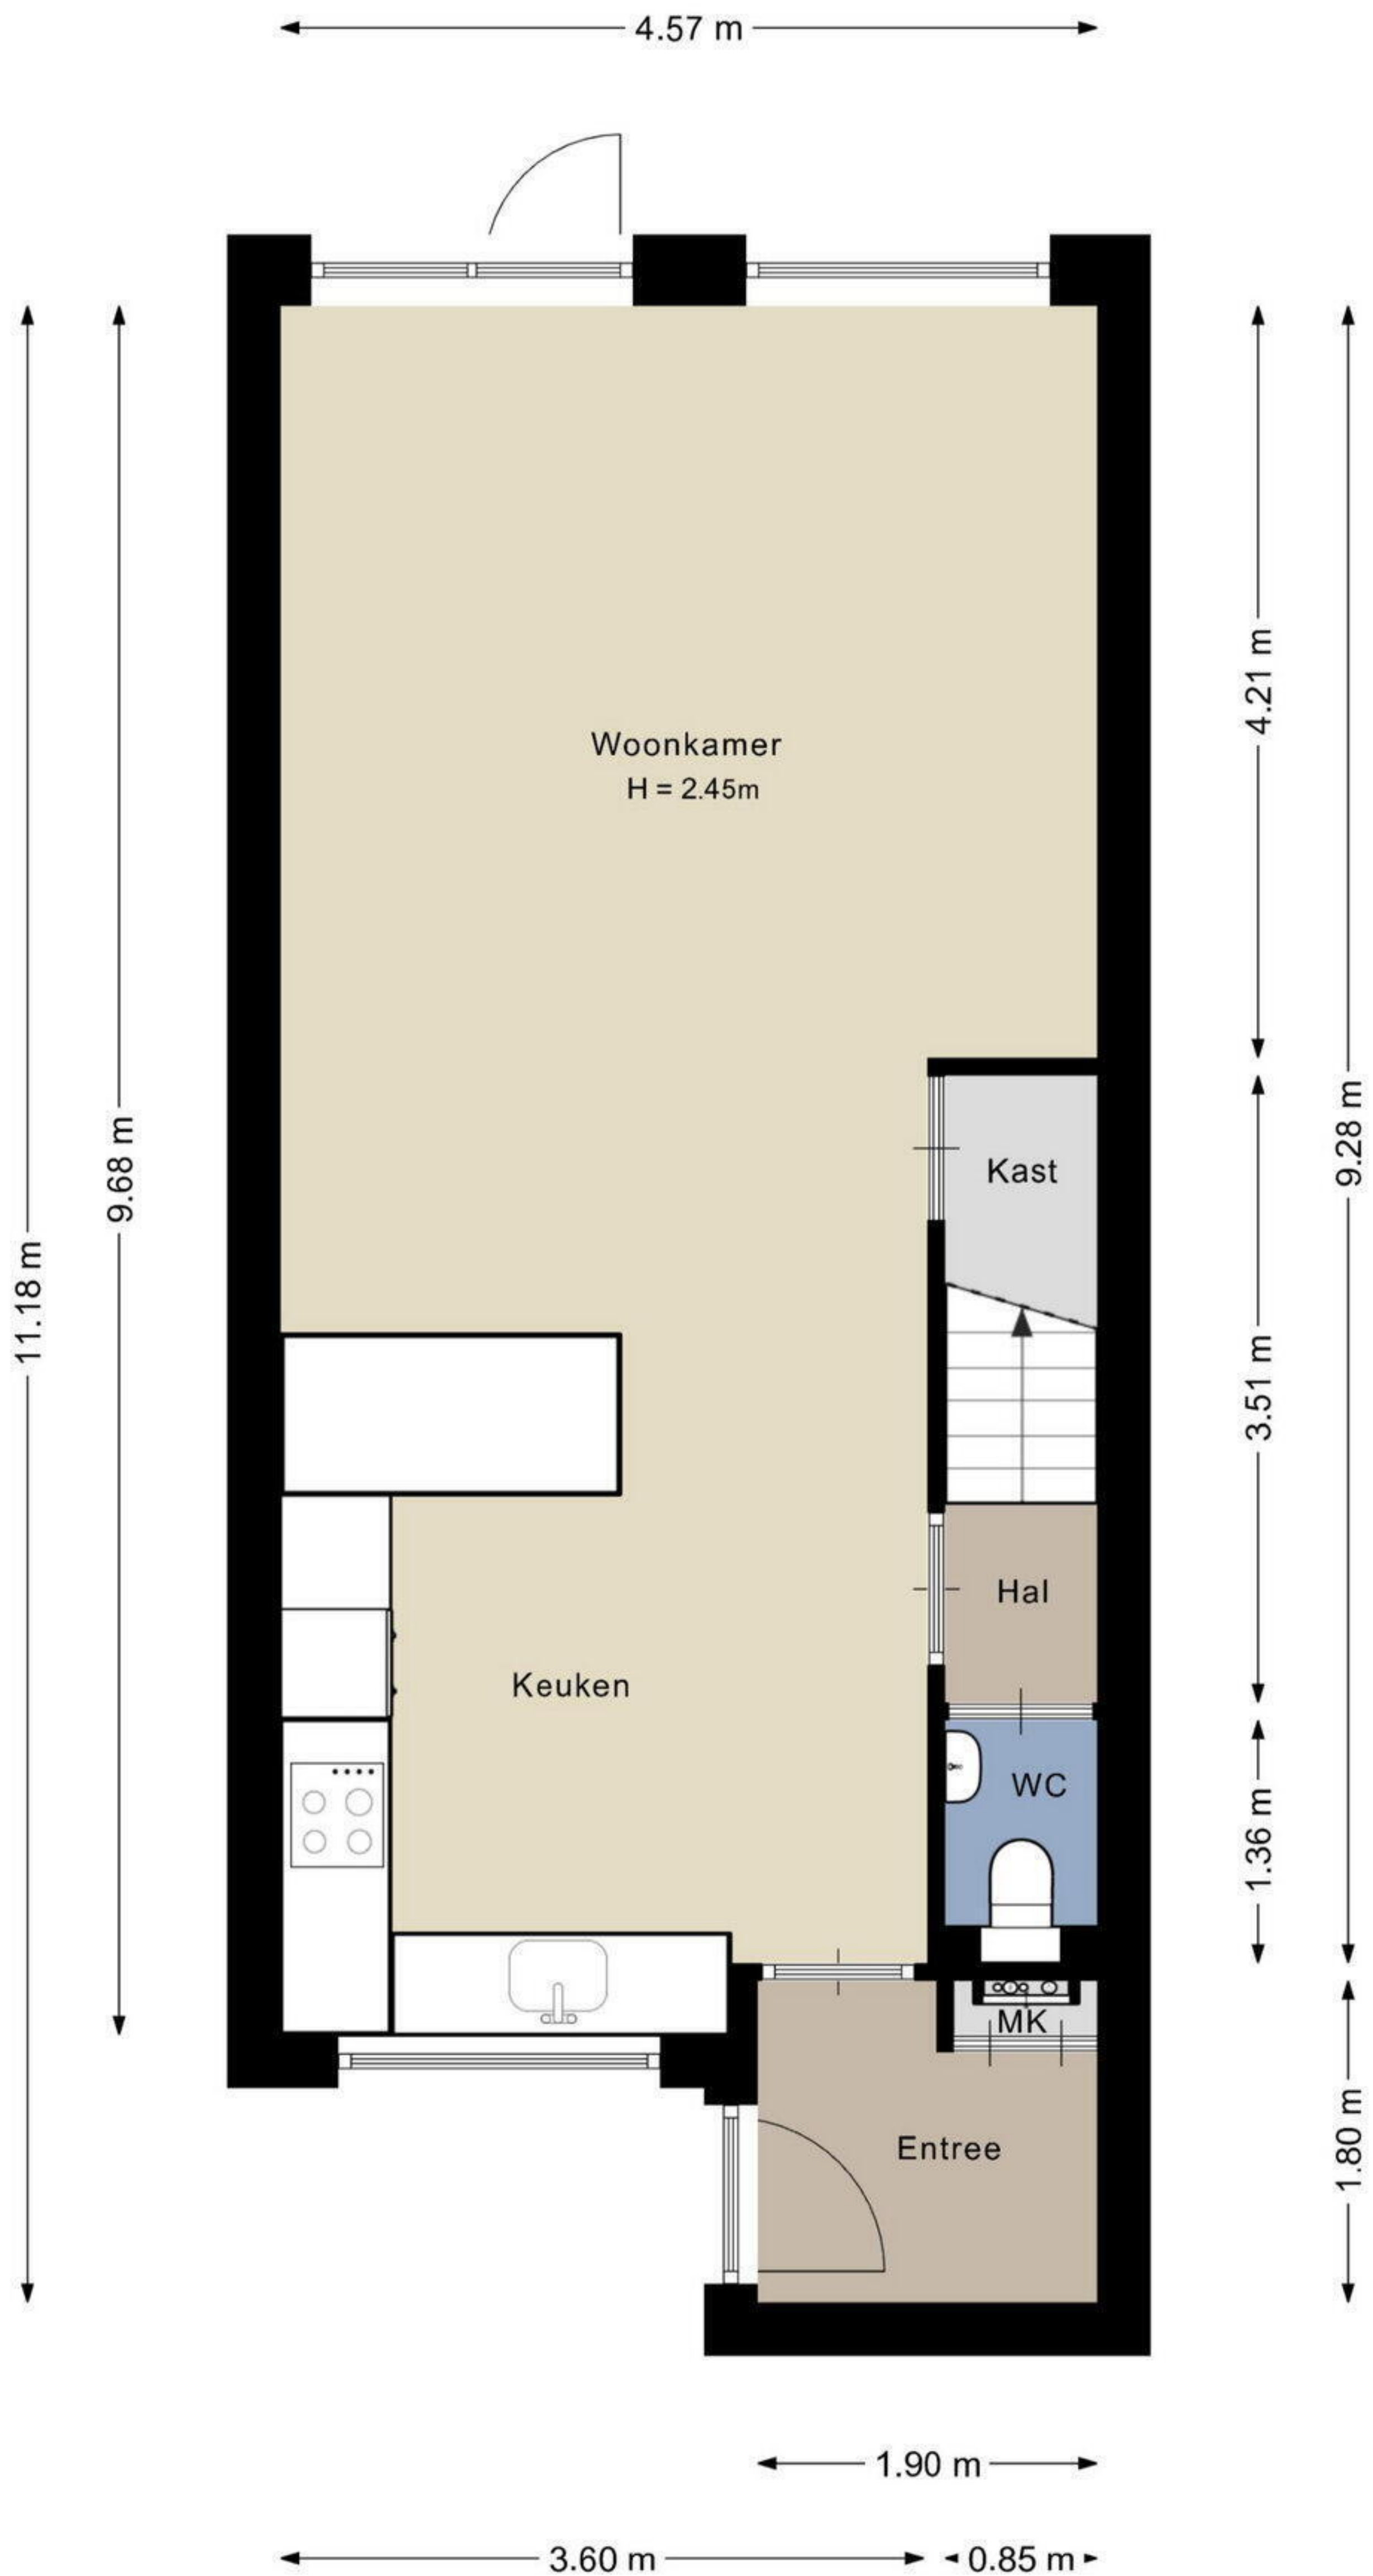 4.57 m
Woonkamer
H = 2.45m
4.21 m
9.28 m
9.68 m
11.18 m
Kast
3.51 m
Hal
Keuken
WC
1.36 m
MK
Entree
1.80 m
1.90 m
3.60 m
0.85 m